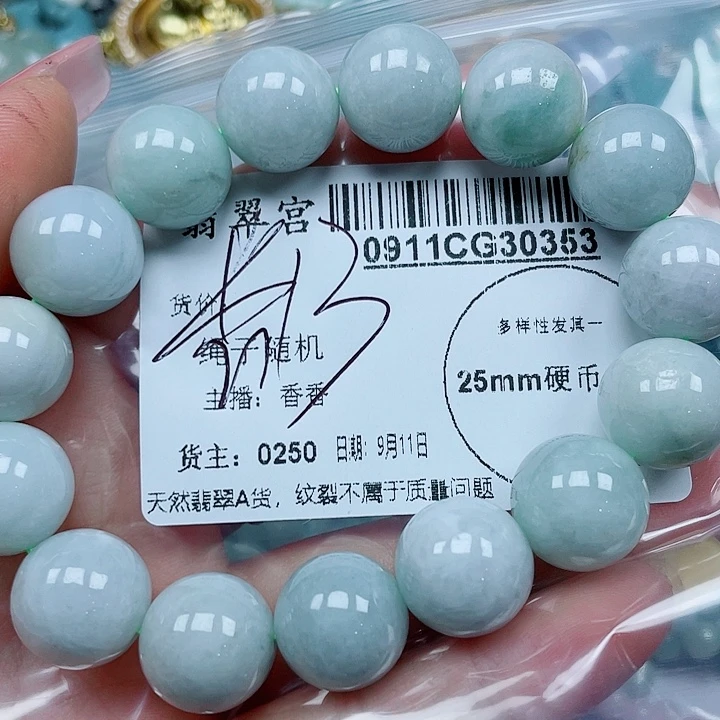 翡翠宫
0911CG30353
货价
多样性发其一
绳子随机
25mm硬币
主播：香香
货主：0250 日期：9月11日
天然翡翠A货，纹裂不属于质量问题